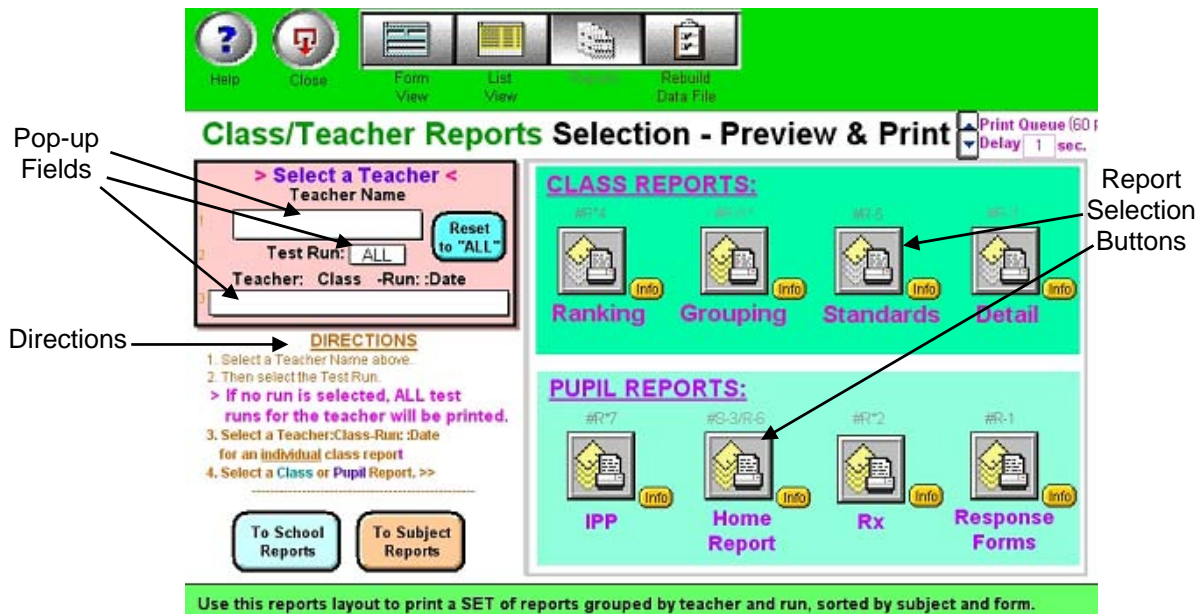 Help
Close
Form
View
List
View
Reports
Rebuild
Data File
Class/Teacher Reports Selection - Preview & Print
Print Queue (60
Delay 1 sec.
Pop-up
Fields
> Select a Teacher <
Teacher Name
1
Reset
to "ALL"
2
Test Run: ALL
Teacher: Class -Run: :Date
3
Directions
DIRECTIONS
1. Select a Teacher Name above.
2. Then select the Test Run.
> If no run is selected, ALL test
runs for the teacher will be printed.
3. Select a Teacher:Class-Run: :Date
for an individual class report
4. Select a Class or Pupil Report. >>
To School
Reports
To Subject
Reports
CLASS REPORTS:
#R*4
#R-5
Info
Info
Info
Info
Ranking
Grouping
Standards
Detail
Report
Selection
Buttons
PUPIL REPORTS:
#R*7
#S-3/R-6
#R*2
#R-1
Info
Info
Info
Info
IPP
Home
Report
Rx
Response
Forms
Use this reports layout to print a SET of reports grouped by teacher and run, sorted by subject and form.